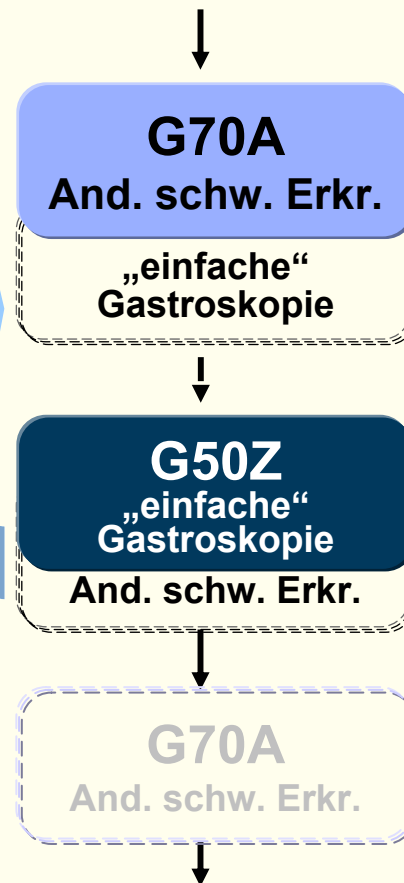 G70A
And. schw. Erkr.
„einfache“
Gastroskopie
G50Z
„einfache“
Gastroskopie
And. schw. Erkr.
G70A
And. schw. Erkr.